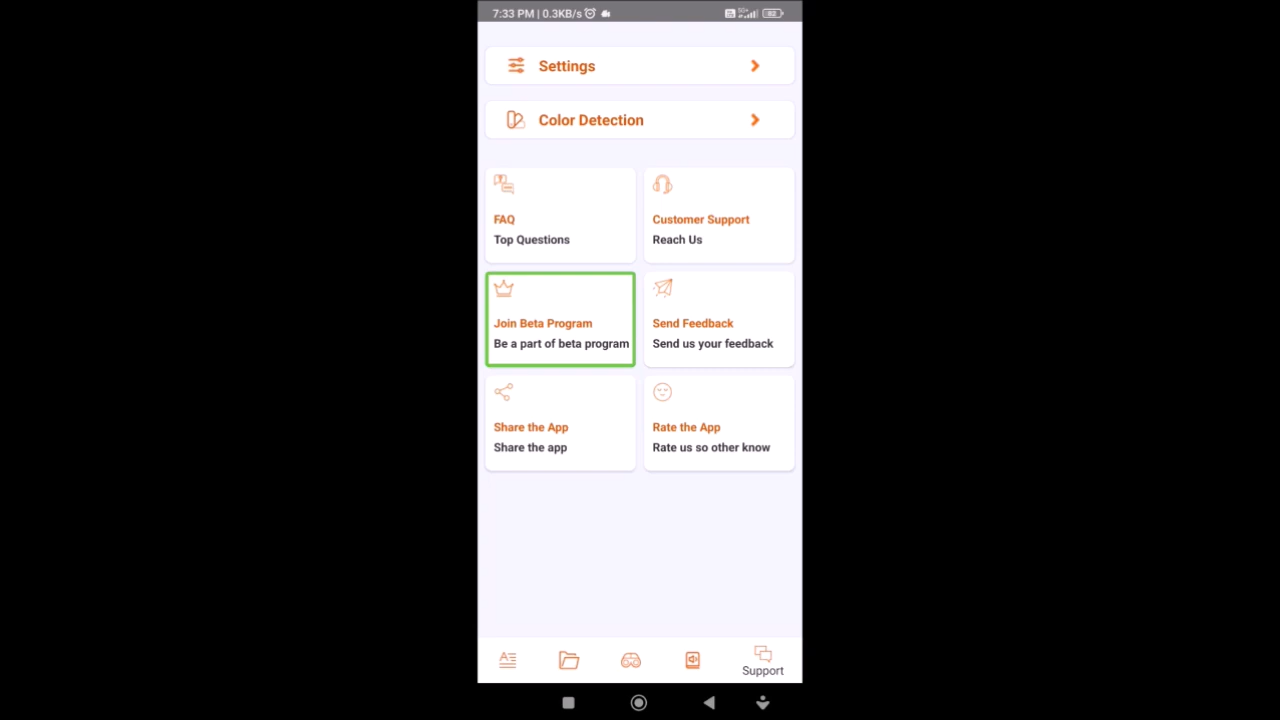 7:33 PM | 0.3KB/s
Settings
Color Detection
FAQ
Top Questions
Customer Support
Reach Us
Join Beta Program
Be a part of beta program
Send Feedback
Send us your feedback
Share the App
Share the app
Rate the App
Rate us so other know
Support